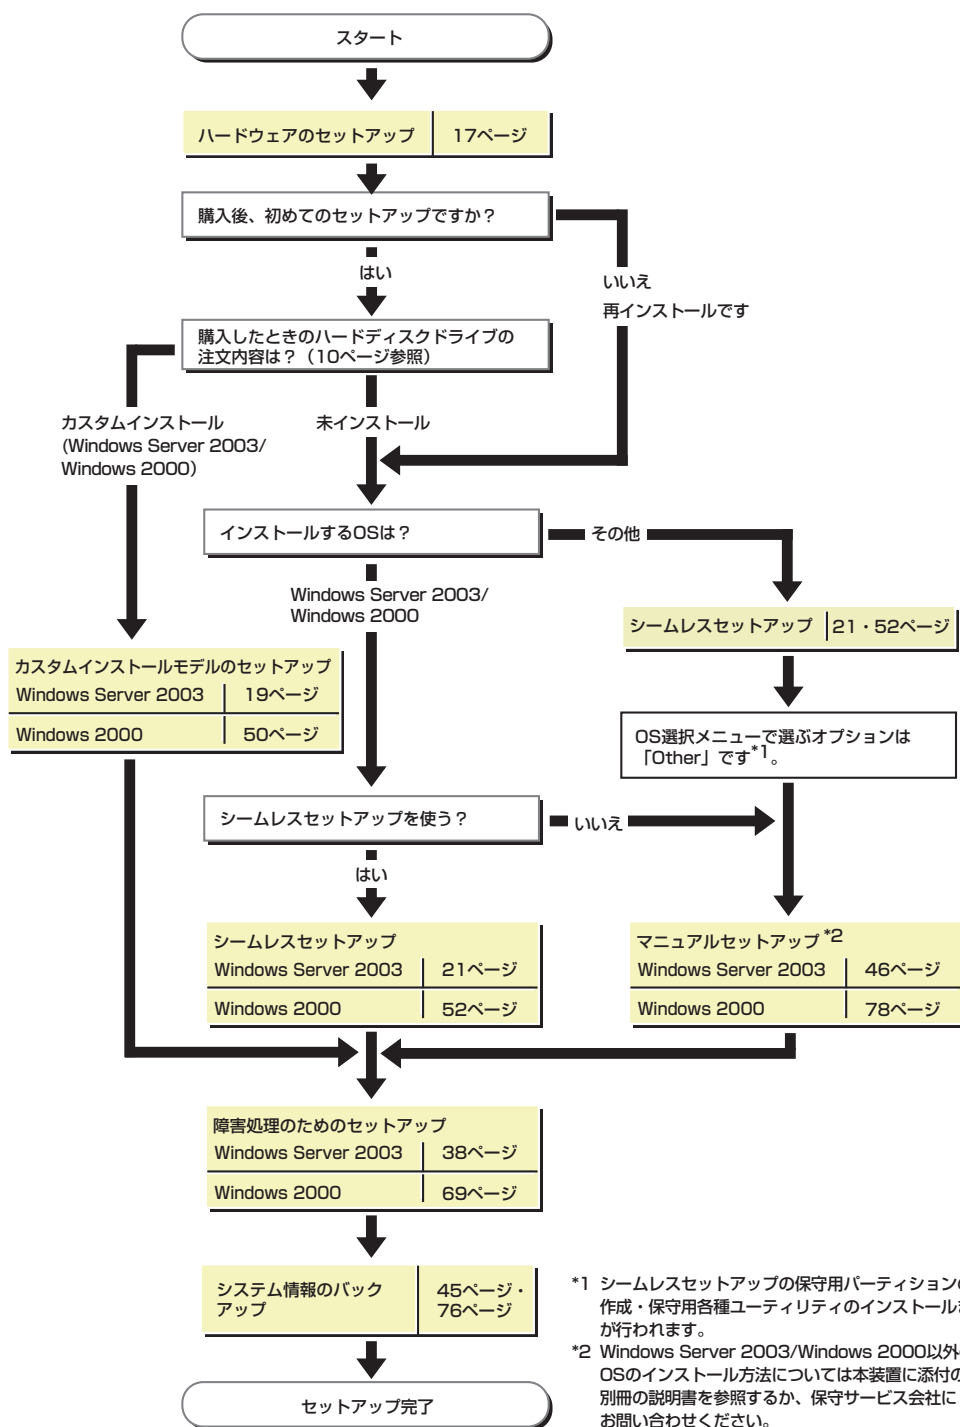 スタート
ハードウェアのセットアップ 17ページ
購入後、初めてのセットアップですか？
はい
いいえ
再インストールです
購入したときのハードディスクドライブの
注文内容は？（10ページ参照）
カスタムインストール
(Windows Server 2003/
Windows 2000)
未インストール
インストールするOSは？
その他
Windows Server 2003/
Windows 2000
シームレスセットアップ 21・52ページ
カスタムインストールモデルのセットアップ
Windows Server 2003 19ページ
Windows 2000 50ページ
OS選択メニューで選ぶオプションは
「Other」です*1。
シームレスセットアップを使う？
いいえ
はい
シームレスセットアップ
Windows Server 2003 21ページ
Windows 2000 52ページ
マニュアルセットアップ*2
Windows Server 2003 46ページ
Windows 2000 78ページ
障害処理のためのセットアップ
Windows Server 2003 38ページ
Windows 2000 69ページ
システム情報のバック
アップ
45ページ・
76ページ
セットアップ完了
*1 シームレスセットアップの保守用パーティションの
作成・保守用各種ユーティリティのインストール
が行われます。
*2 Windows Server 2003/Windows 2000以外
OSのインストール方法については本装置に添付の
別冊の説明書を参照するか、保守サービス会社に
お問い合わせください。